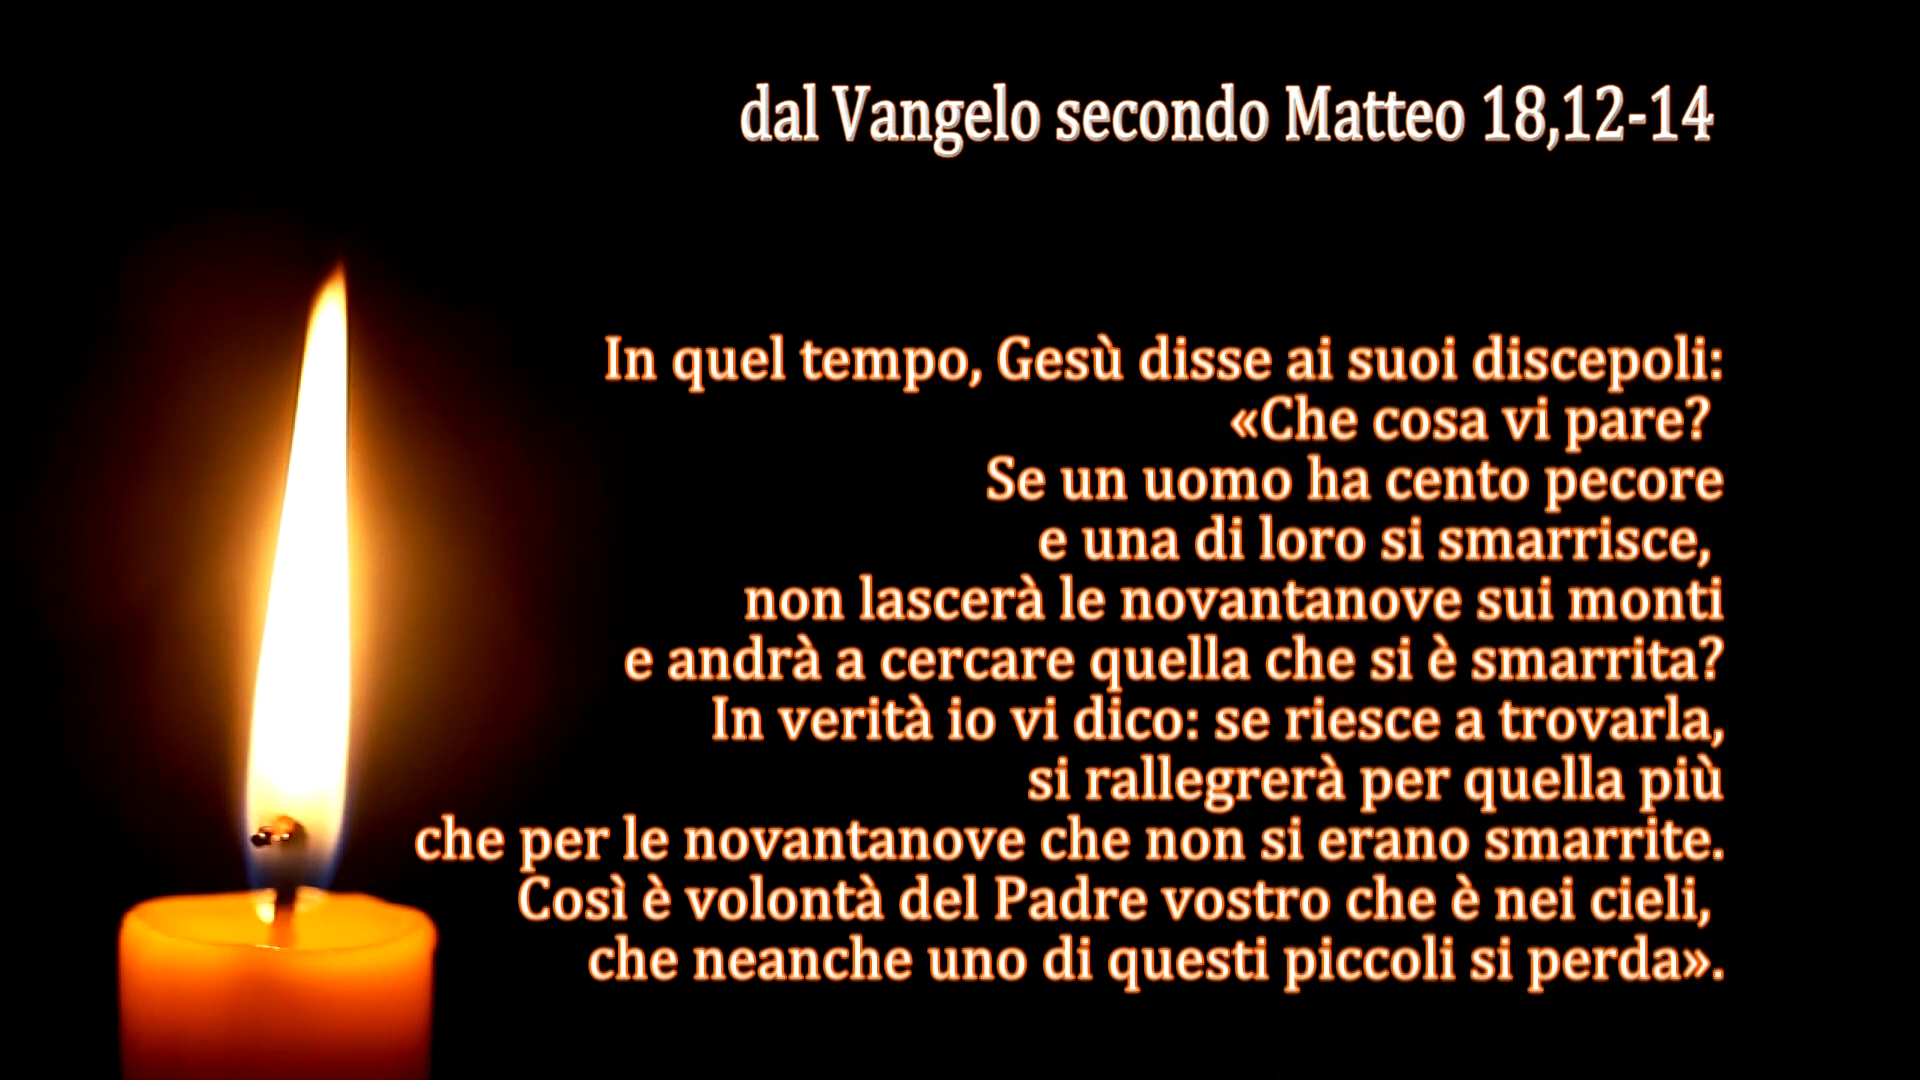 dal Vangelo secondo Matteo 18,12-14
In quel tempo, Gesù disse ai suoi discepoli:
«Che cosa vi pare?
Se un uomo ha cento pecore
e una di loro si smarrisce,
non lascerà le novantanove sui monti
e andrà a cercare quella che si è smarrita?
In verità io vi dico: se riesce a trovarla,
si rallegrerà per quella più
che per le novantanove che non si erano smarrite.
Così è volontà del Padre vostro che è nei cieli,
che neanche uno di questi piccoli si perda».